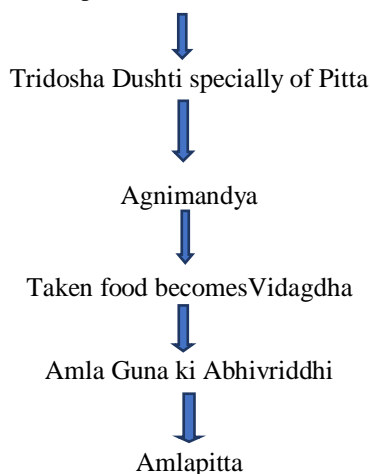 Tridosha Dushti specially of Pitta
Agnimandya
Taken food becomesVidagdha
Amla Guna ki Abhivriddhi
Amlapitta